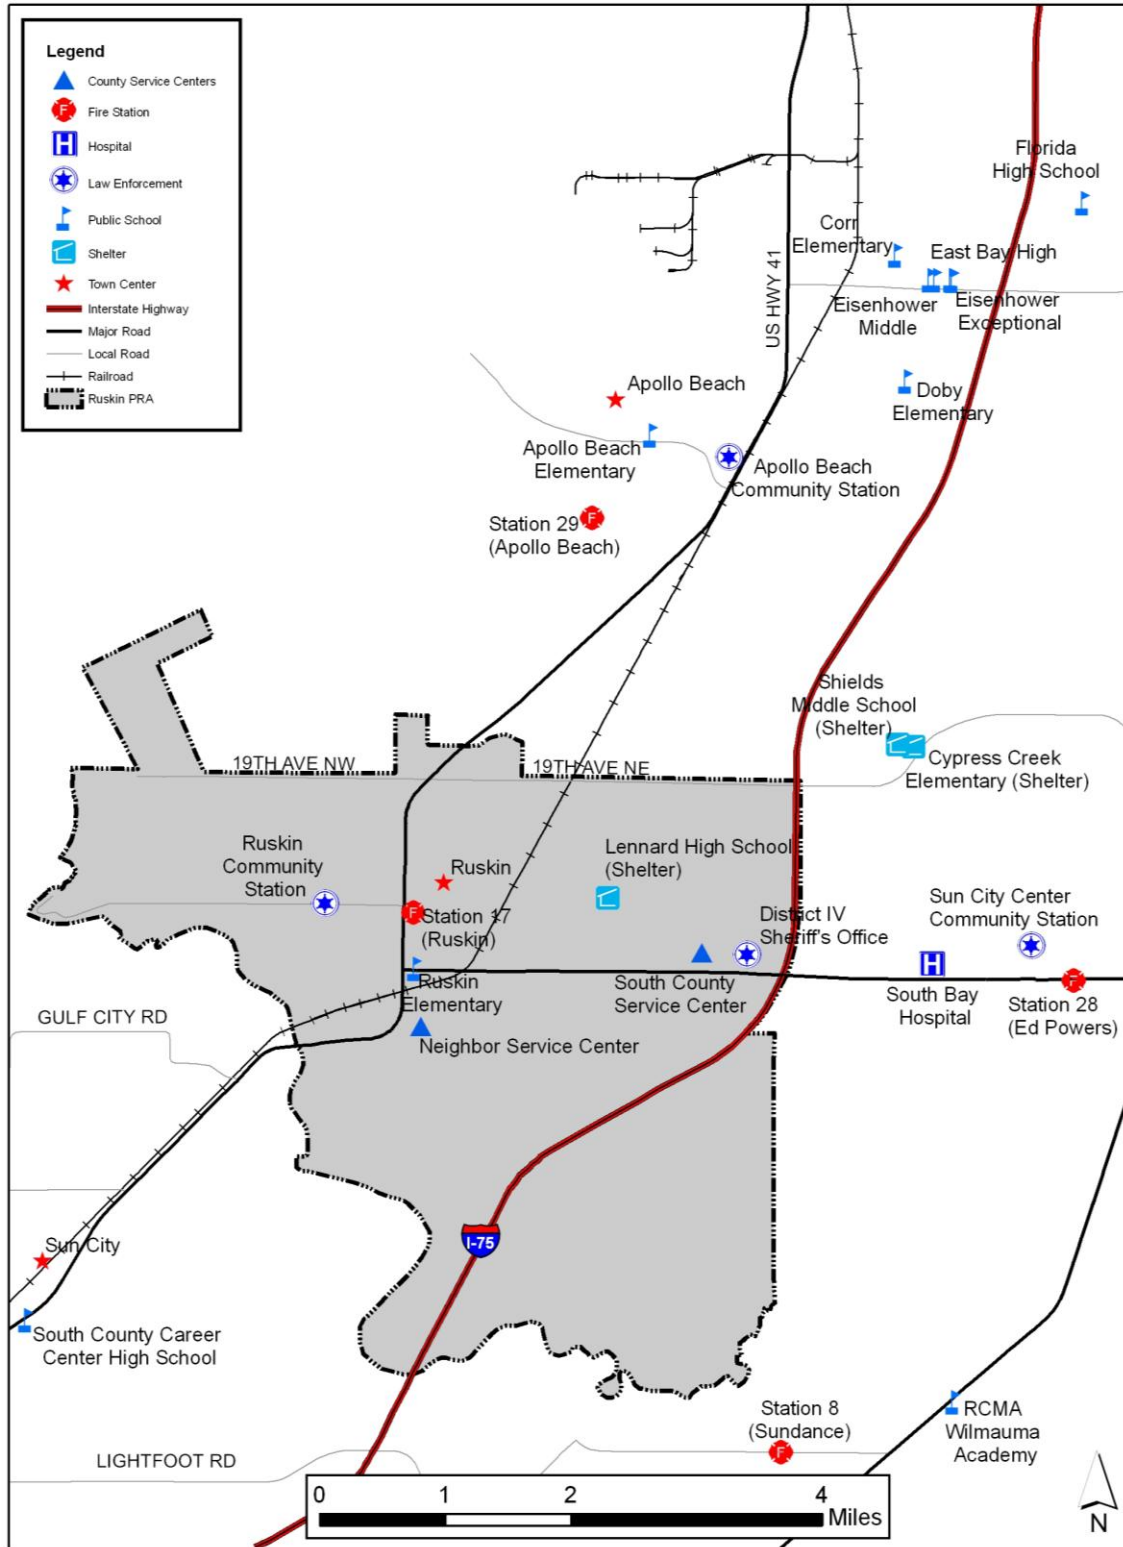 Legend
County Service Centers
F
Fire Station
H
Hospital
Law Enforcement
Public School
Shelter
Town Center
Interstate Highway
Major Road
Local Road
Railroad
Ruskin PRA
Florida
High School
Corr
Elementary
East Bay High
US HWY 41
Eisenhower
Middle
Eisenhower
Exceptional
Apollo Beach
Doby
Elementary
Apollo Beach
Elementary
Apollo Beach
Community Station
Station 29
(Apollo Beach)
F
Shields
Middle School
(Shelter)
Cypress Creek
Elementary (Shelter)
19TH AVE NW
19TH AVE NE
Ruskin
Community
Station
Ruskin
Lennard High School
(Shelter)
F
Station 17
(Ruskin)
District IV
Sheriff's Office
Sun City Center
Community Station
Ruskin
Elementary
South County
Service Center
H
South Bay
Hospital
F
Station 28
(Ed Powers)
GULF CITY RD
Neighbor Service Center
I-75
Sun City
South County Career
Center High School
Station 8
(Sundance)
F
RCMA
Wilmauma
Academy
LIGHTFOOT RD
0 1 2 4
Miles
N